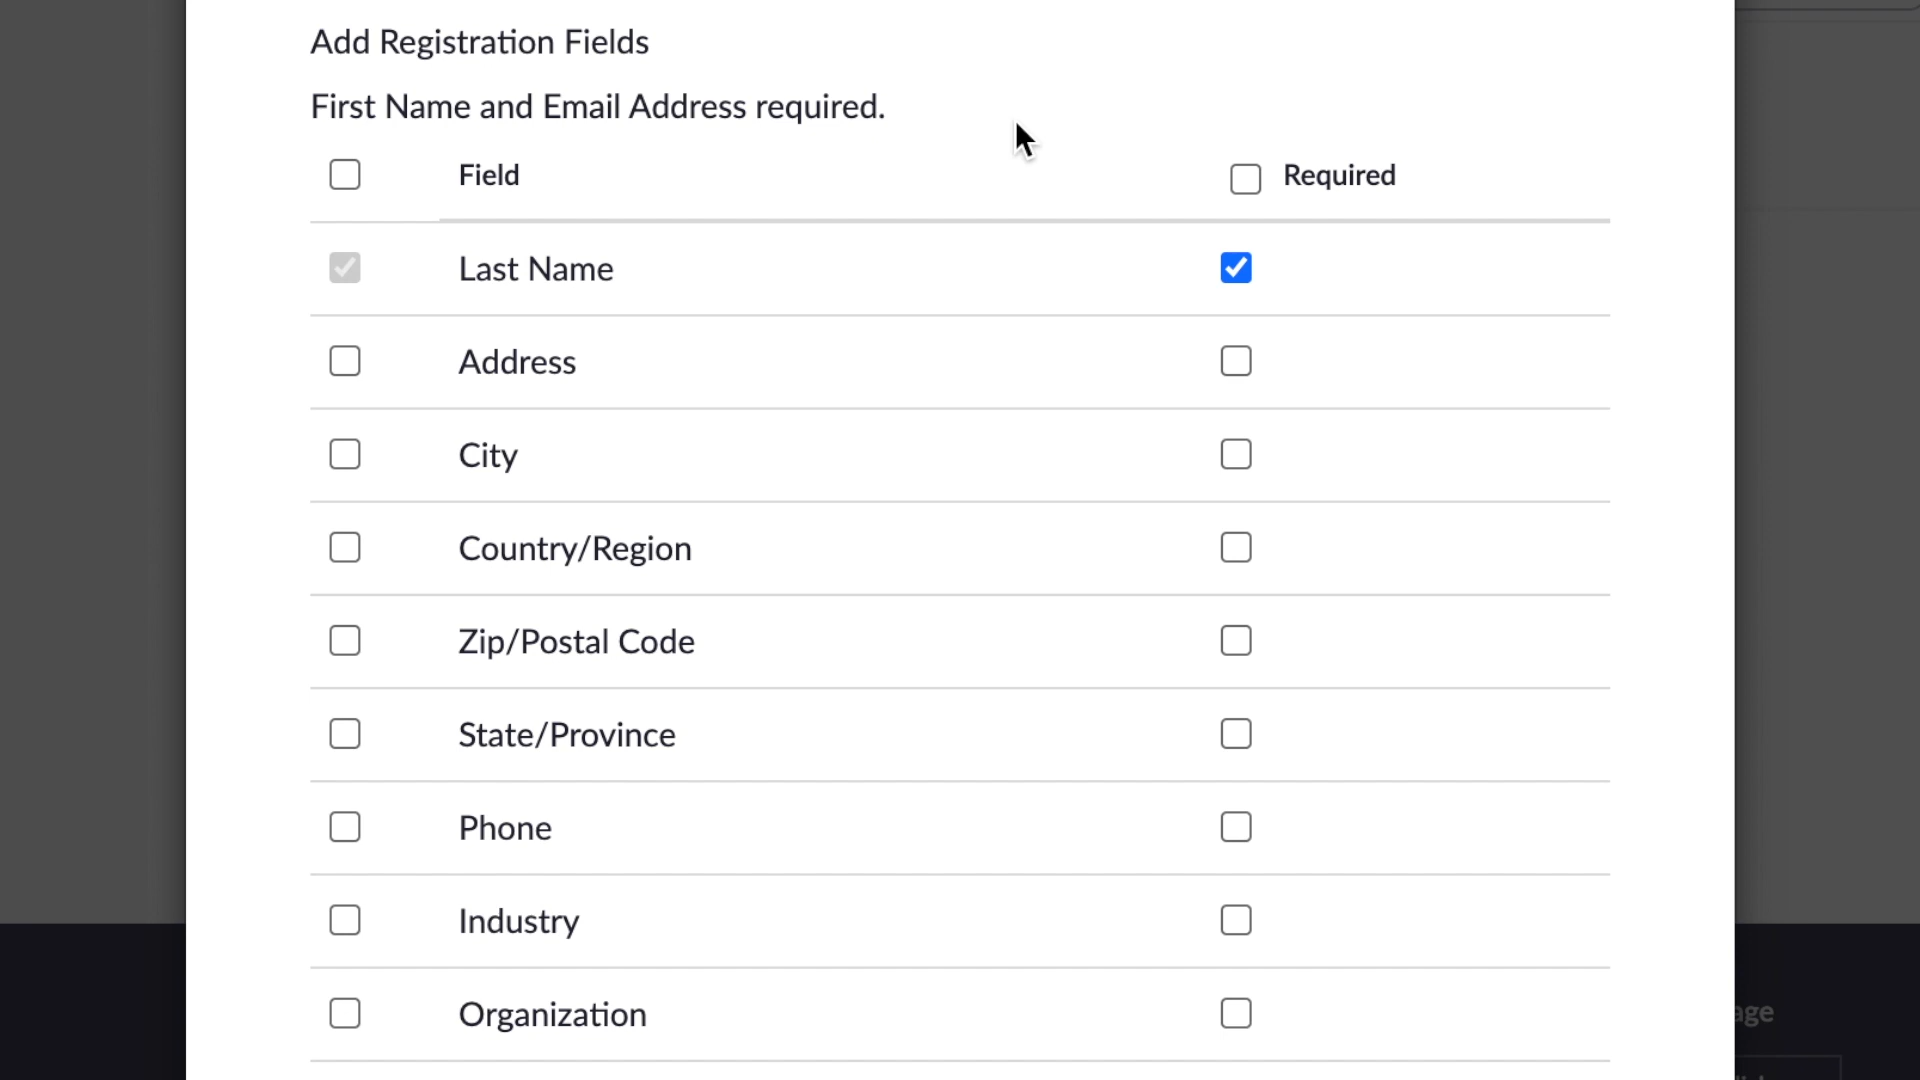 Add Registration Fields
First Name and Email Address required.
Field Required
Last Name
Address
City
Country/Region
Zip/Postal Code
State/Province
Phone
Industry
Organization
age